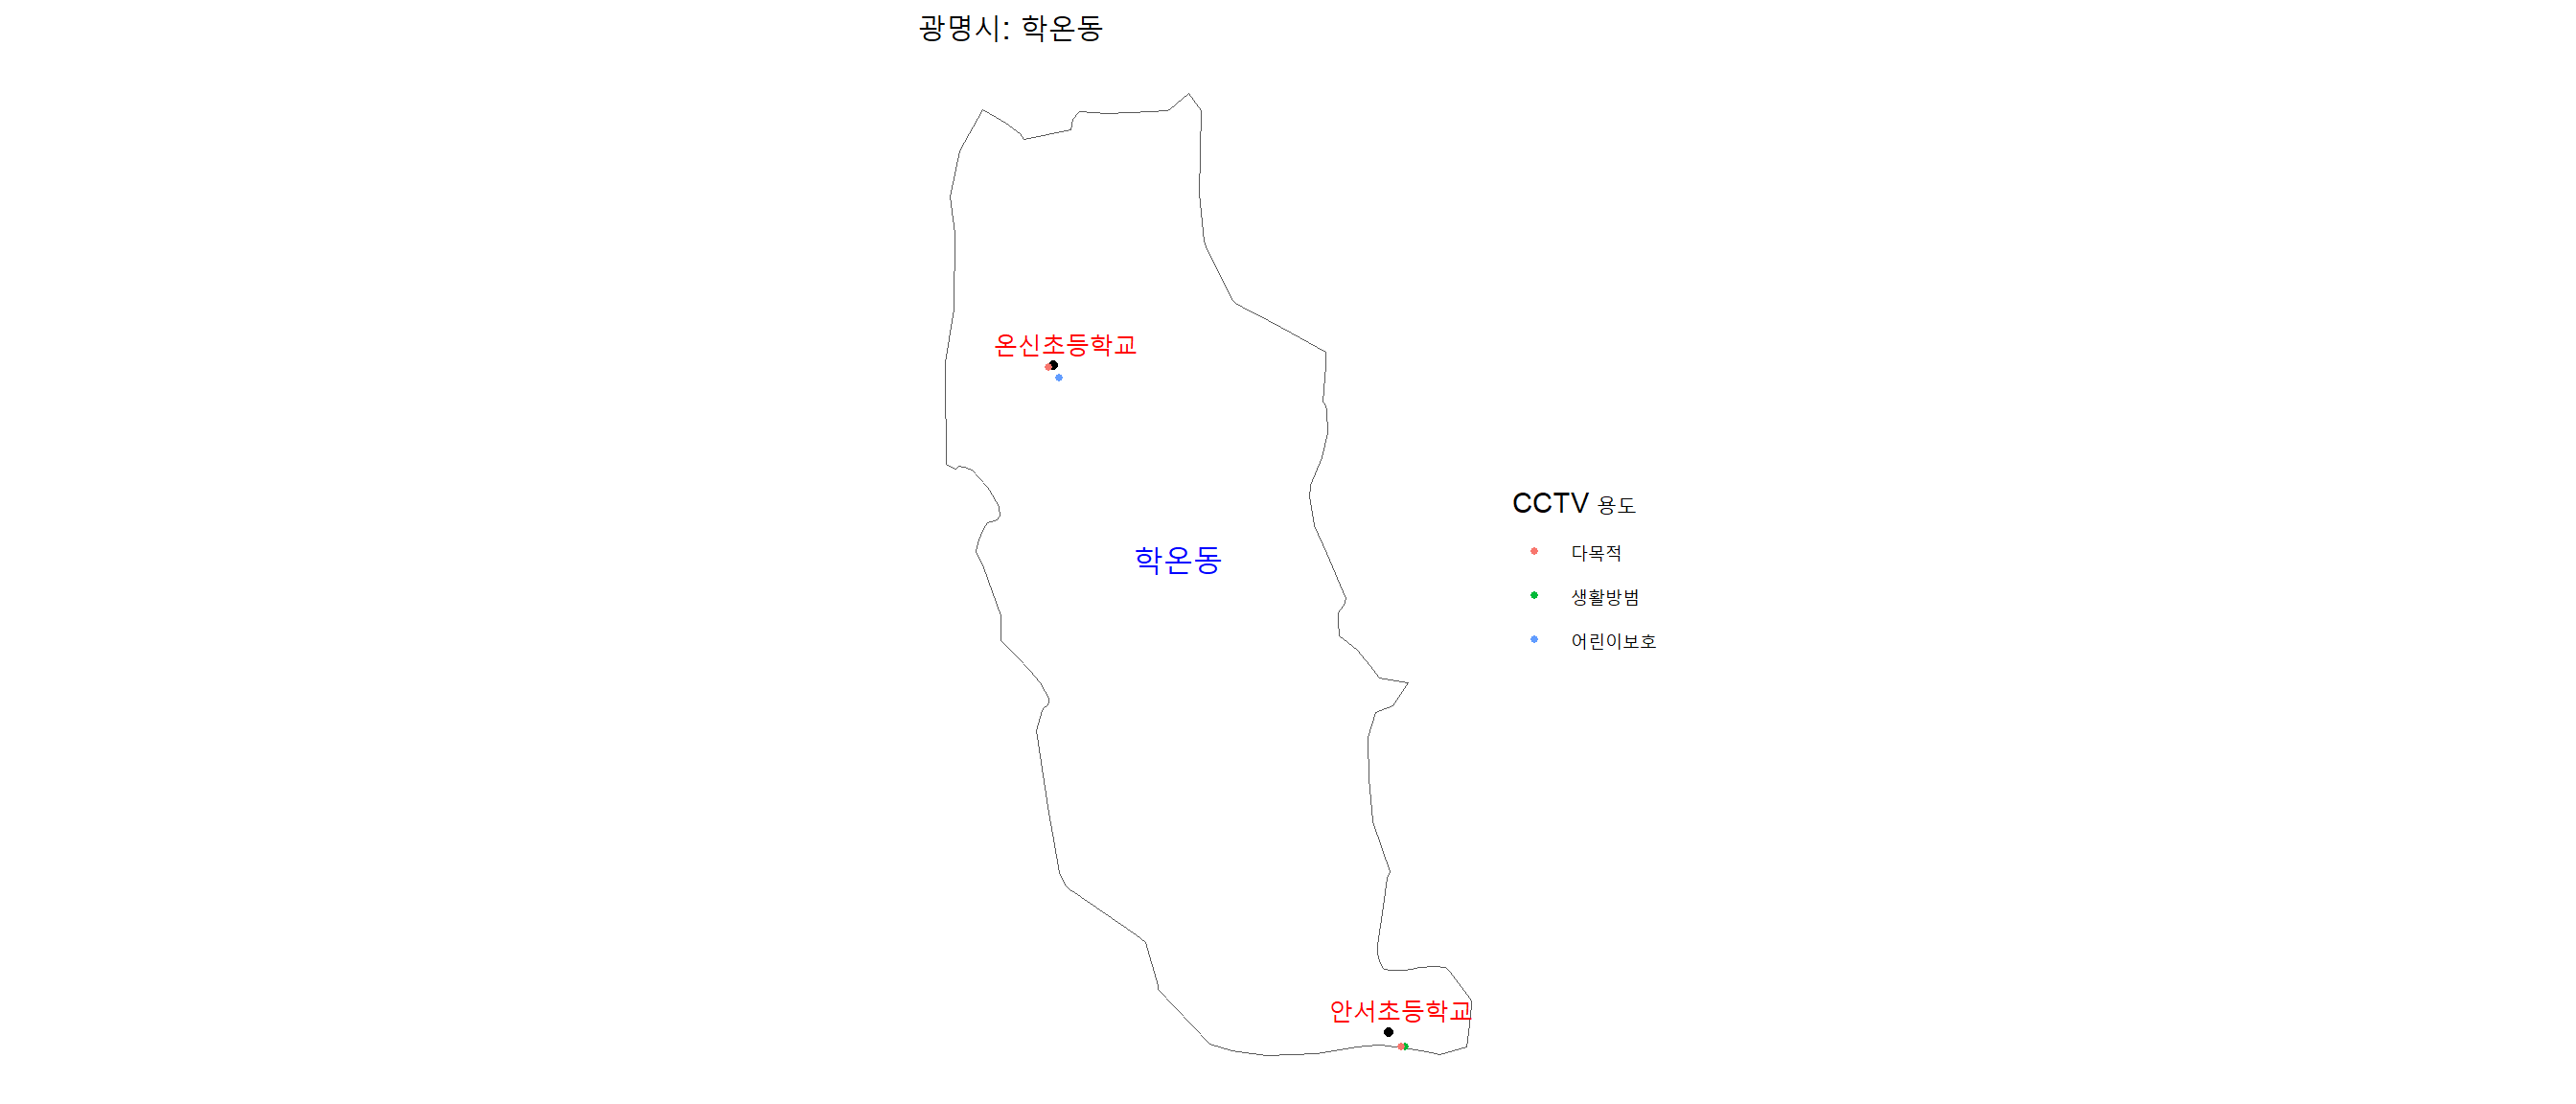 광명시: 학온동
온신초등학교
학온동
CCTV 용도
다목적
생활방범
어린이보호
안서초등학교